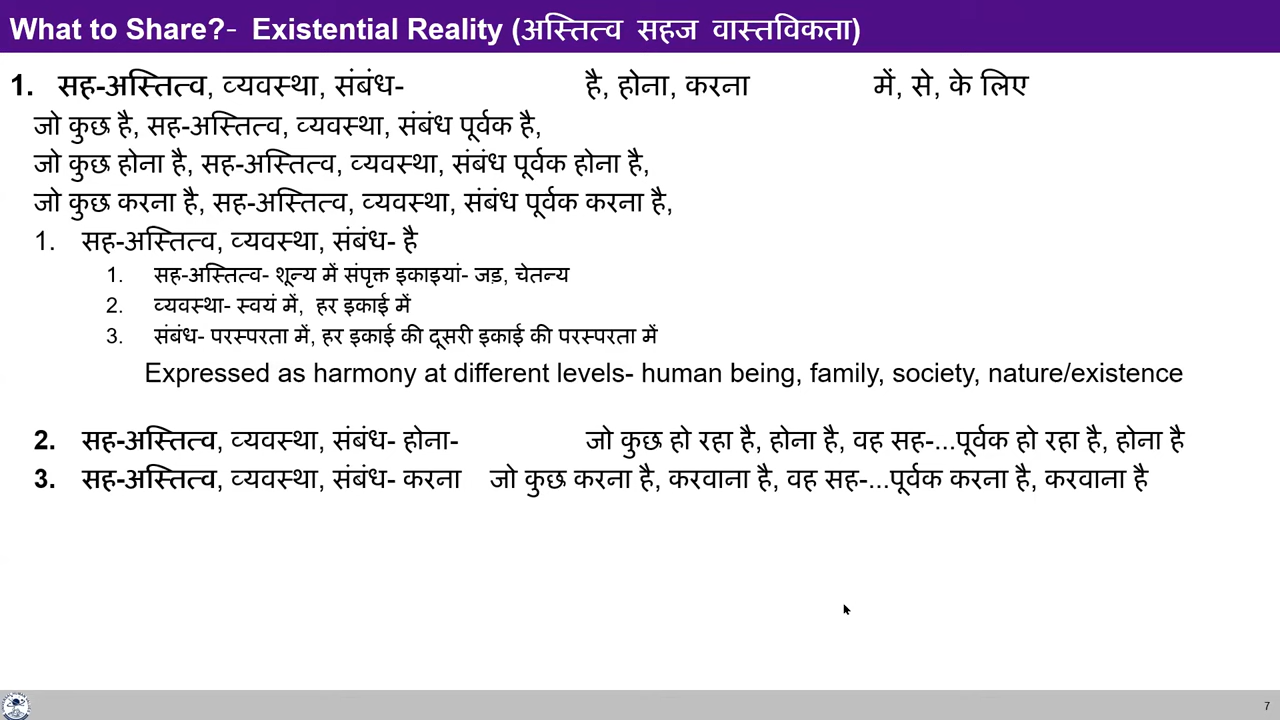 What to Share?- Existential Reality (अस्तित्व सहज वास्तविकता)
1. सह-अस्तित्व, व्यवस्था, संबंध- है, होना, करना में, से, के लिए
जो कुछ है, सह-अस्तित्व, व्यवस्था, संबंध पूर्वक है,
जो कुछ होना है, सह-अस्तित्व, व्यवस्था, संबंध पूर्वक होना है,
जो कुछ करना है, सह-अस्तित्व, व्यवस्था, संबंध पूर्वक करना है,
1. सह-अस्तित्व, व्यवस्था, संबंध- है
1. सह-अस्तित्व- शून्य में संपृक्त इकाइयां- जड़, चेतन्य
2. व्यवस्था- स्वयं में, हर इकाई में
3. संबंध- परस्परता में, हर इकाई की दूसरी इकाई की परस्परता में
Expressed as harmony at different levels- human being, family, society, nature/existence
2. सह-अस्तित्व, व्यवस्था, संबंध- होना- जो कुछ हो रहा है, होना है, वह सह-...पूर्वक हो रहा है, होना है
3. सह-अस्तित्व, व्यवस्था, संबंध- करना जो कुछ करना है, करवाना है, वह सह-...पूर्वक करना है, करवाना है
7